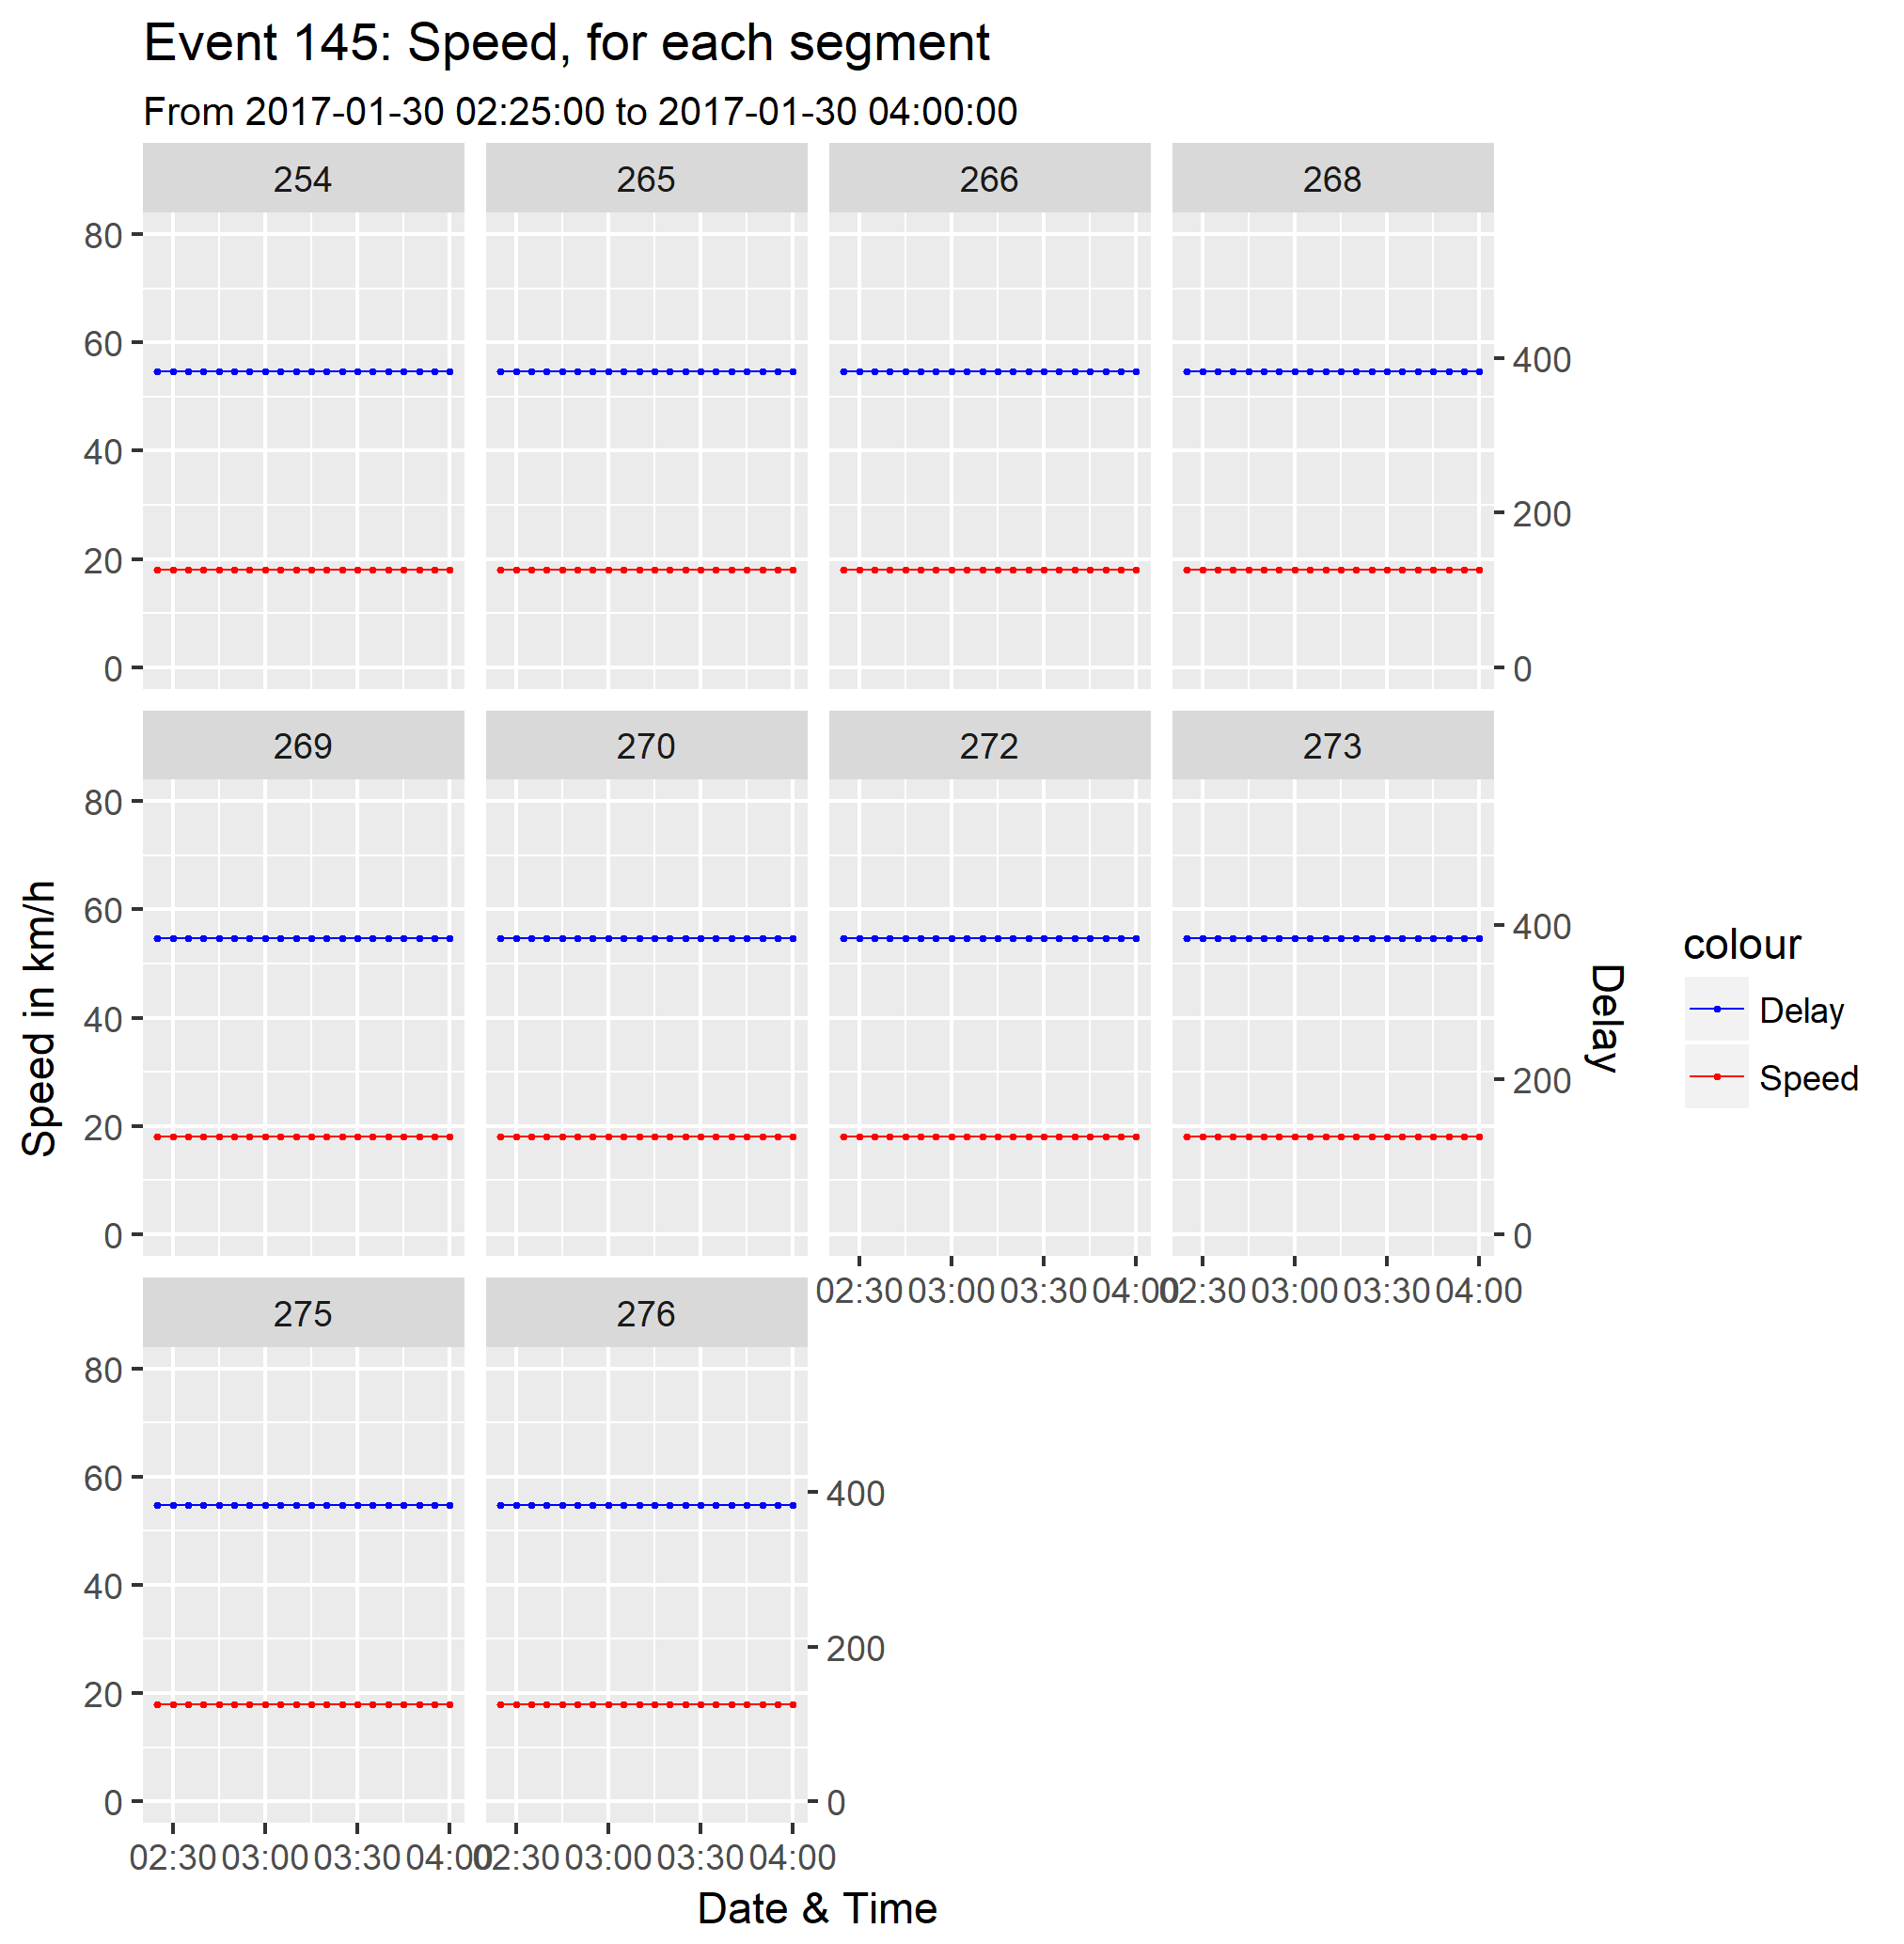 Event 145: Speed, for each segment
From 2017-01-30 02:25:00 to 2017-01-30 04:00:00
254 265 266 268
80
60
40
20
0
400
200
0
269 270 272 273
80
60
40
20
0
400
200
0
02:30 03:00 03:30 04:00 02:30 03:00 03:30 04:00
275 276
80
60
40
20
0
400
200
0
02:30 03:00 03:30 04:00 02:30 03:00 03:30 04:00
Date & Time
Speed in km/h
Delay
colour
Delay
Speed